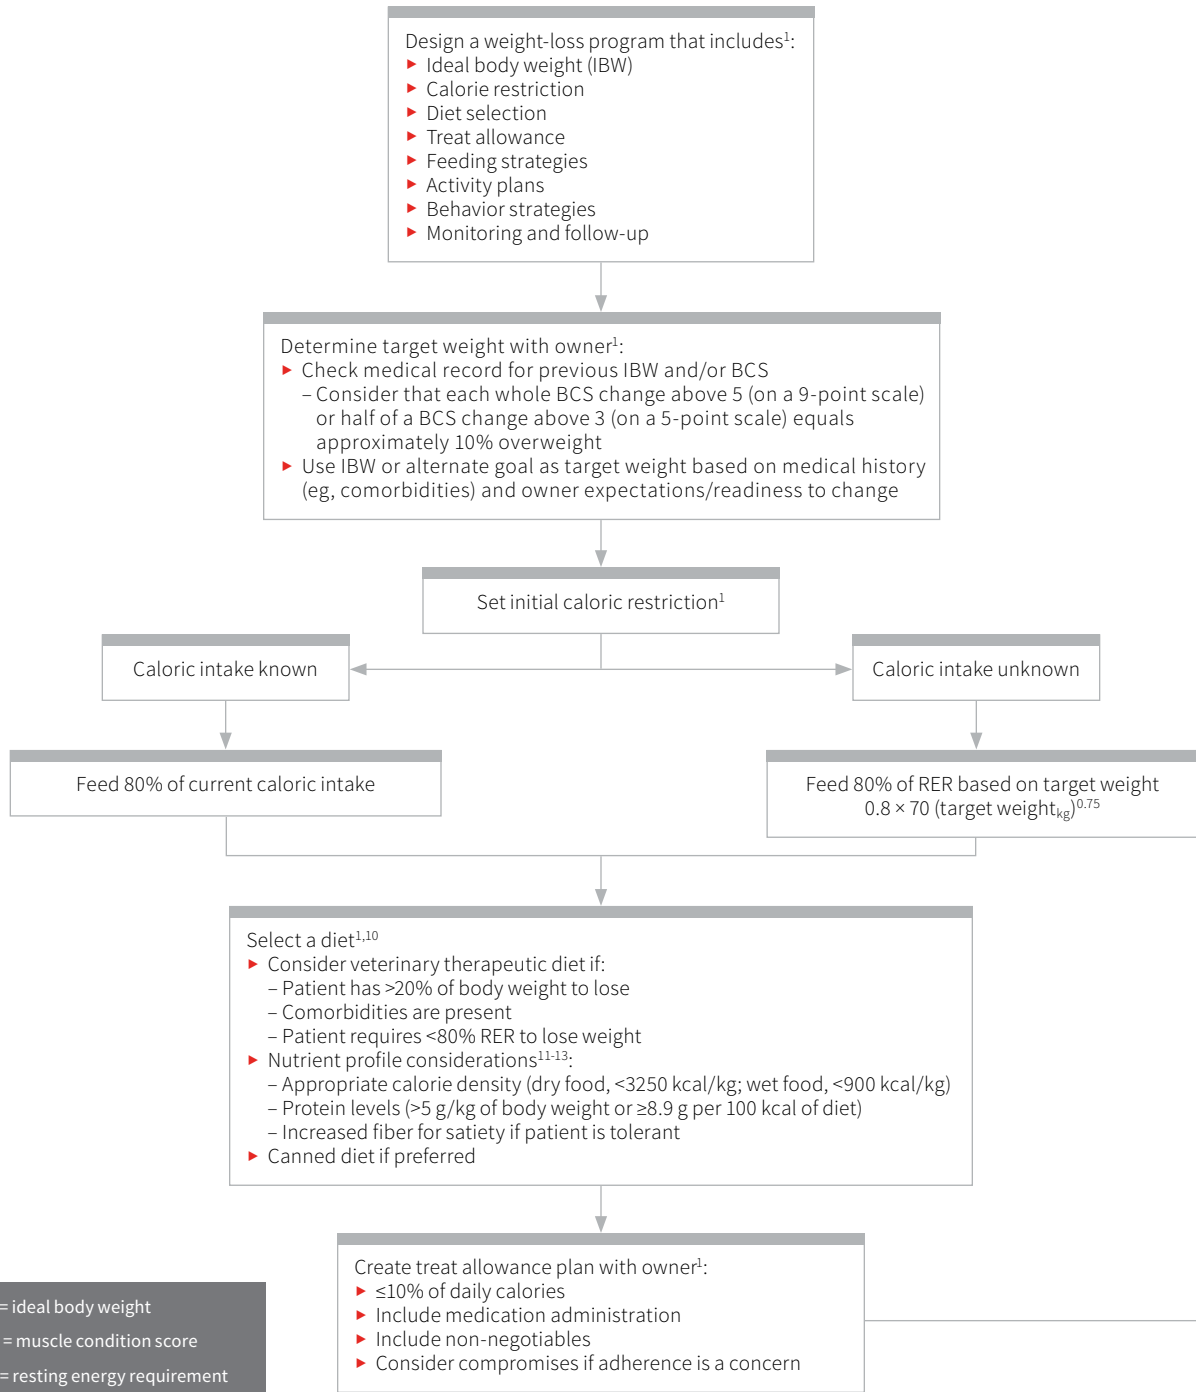 Design a weight-loss program that includes¹:
► Ideal body weight (IBW)
► Calorie restriction
► Diet selection
► Treat allowance
► Feeding strategies
► Activity plans
► Behavior strategies
► Monitoring and follow-up
Determine target weight with owner¹:
► Check medical record for previous IBW and/or BCS
– Consider that each whole BCS change above 5 (on a 9-point scale)
or half of a BCS change above 3 (on a 5-point scale) equals
approximately 10% overweight
► Use IBW or alternate goal as target weight based on medical history
(eg, comorbidities) and owner expectations/readiness to change
Set initial caloric restriction¹
Caloric intake known
Caloric intake unknown
Feed 80% of current caloric intake
Feed 80% of RER based on target weight
0.8 × 70 (target weightₖg)⁰·⁷⁵
Select a diet¹,¹⁰
► Consider veterinary therapeutic diet if:
– Patient has >20% of body weight to lose
– Comorbidities are present
– Patient requires <80% RER to lose weight
► Nutrient profile considerations¹¹⁻¹³:
– Appropriate calorie density (dry food, <3250 kcal/kg; wet food, <900 kcal/kg)
– Protein levels (>5 g/kg of body weight or ≥8.9 g per 100 kcal of diet)
– Increased fiber for satiety if patient is tolerant
► Canned diet if preferred
Create treat allowance plan with owner¹:
► ≤10% of daily calories
► Include medication administration
► Include non-negotiables
► Consider compromises if adherence is a concern
= ideal body weight
= muscle condition score
= resting energy requirement